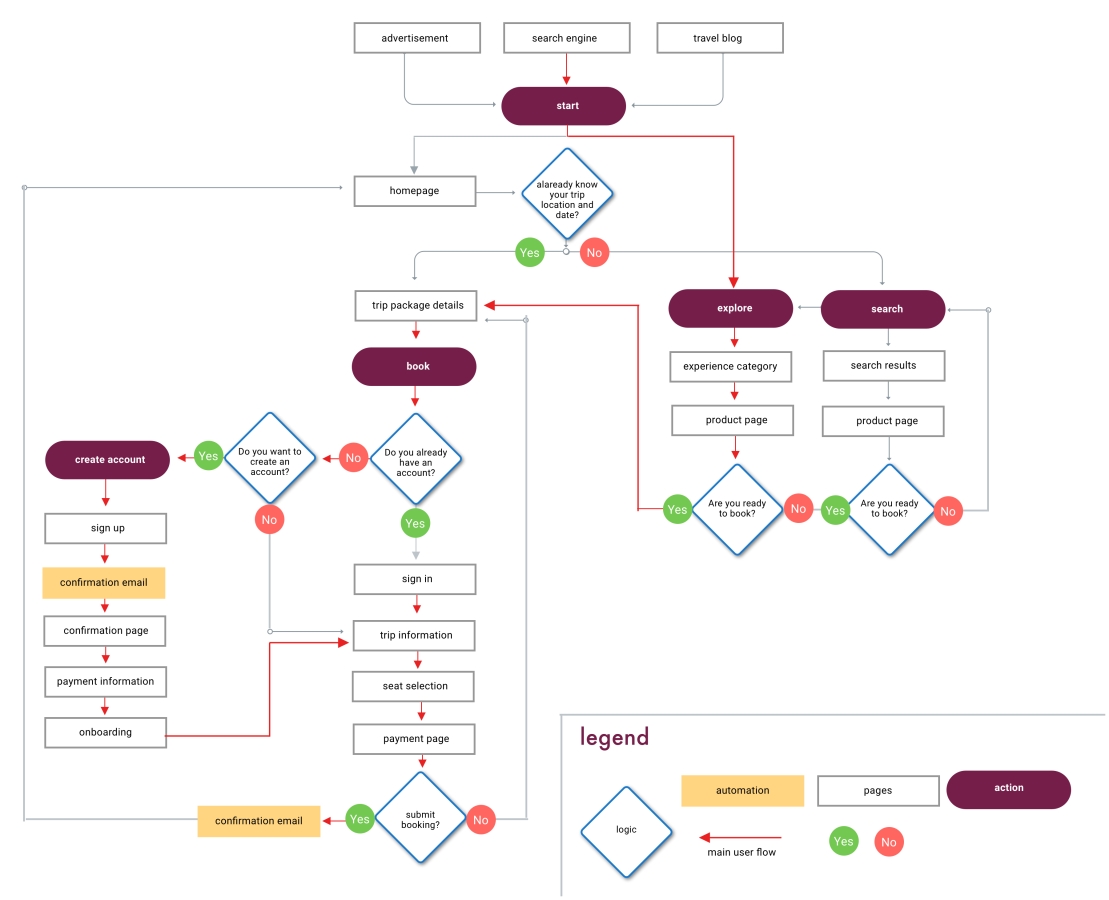 advertisement
search engine
travel blog
start
homepage
alaready know
your trip
location and
date?
Yes
No
trip package details
explore
search
book
experience category
search results
product page
product page
create account
Yes
Do you want to
create an
account?
No
Do you already
have an
account?
Yes
Are you ready
to book?
No
Yes
Are you ready
to book?
No
No
Yes
sign up
sign in
confirmation email
confirmation page
trip information
payment information
seat selection
onboarding
payment page
confirmation email
Yes
submit
booking?
No
legend
automation
pages
action
logic
main user flow
Yes
No